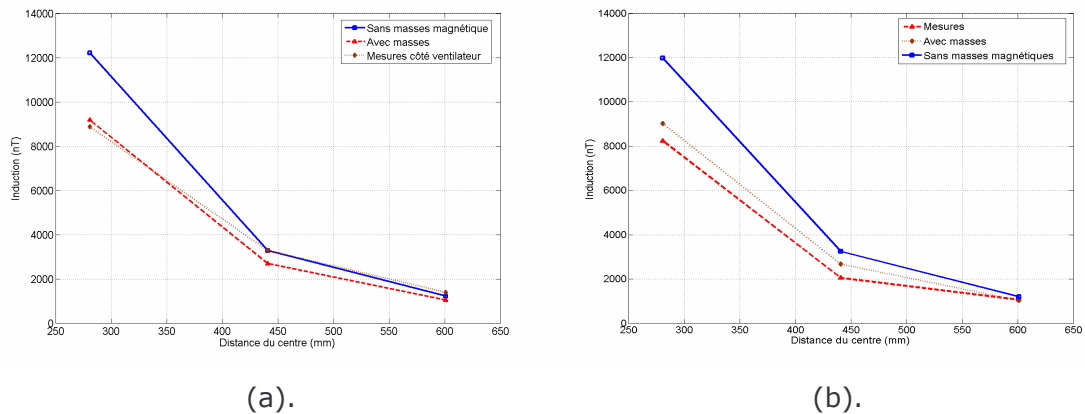 14000
12000
10000
8000
6000
4000
2000
0
Induction (nT)
Sans masses magnétique
Avec masses
Mesures côté ventilateur
250 300 350 400 450 500 550 600 650
Distance du centre (mm)
(a).
14000
12000
10000
8000
6000
4000
2000
0
Induction (nT)
Mesures
Avec masses
Sans masses magnétiques
250 300 350 400 450 500 550 600 650
Distance du centre (mm)
(b).